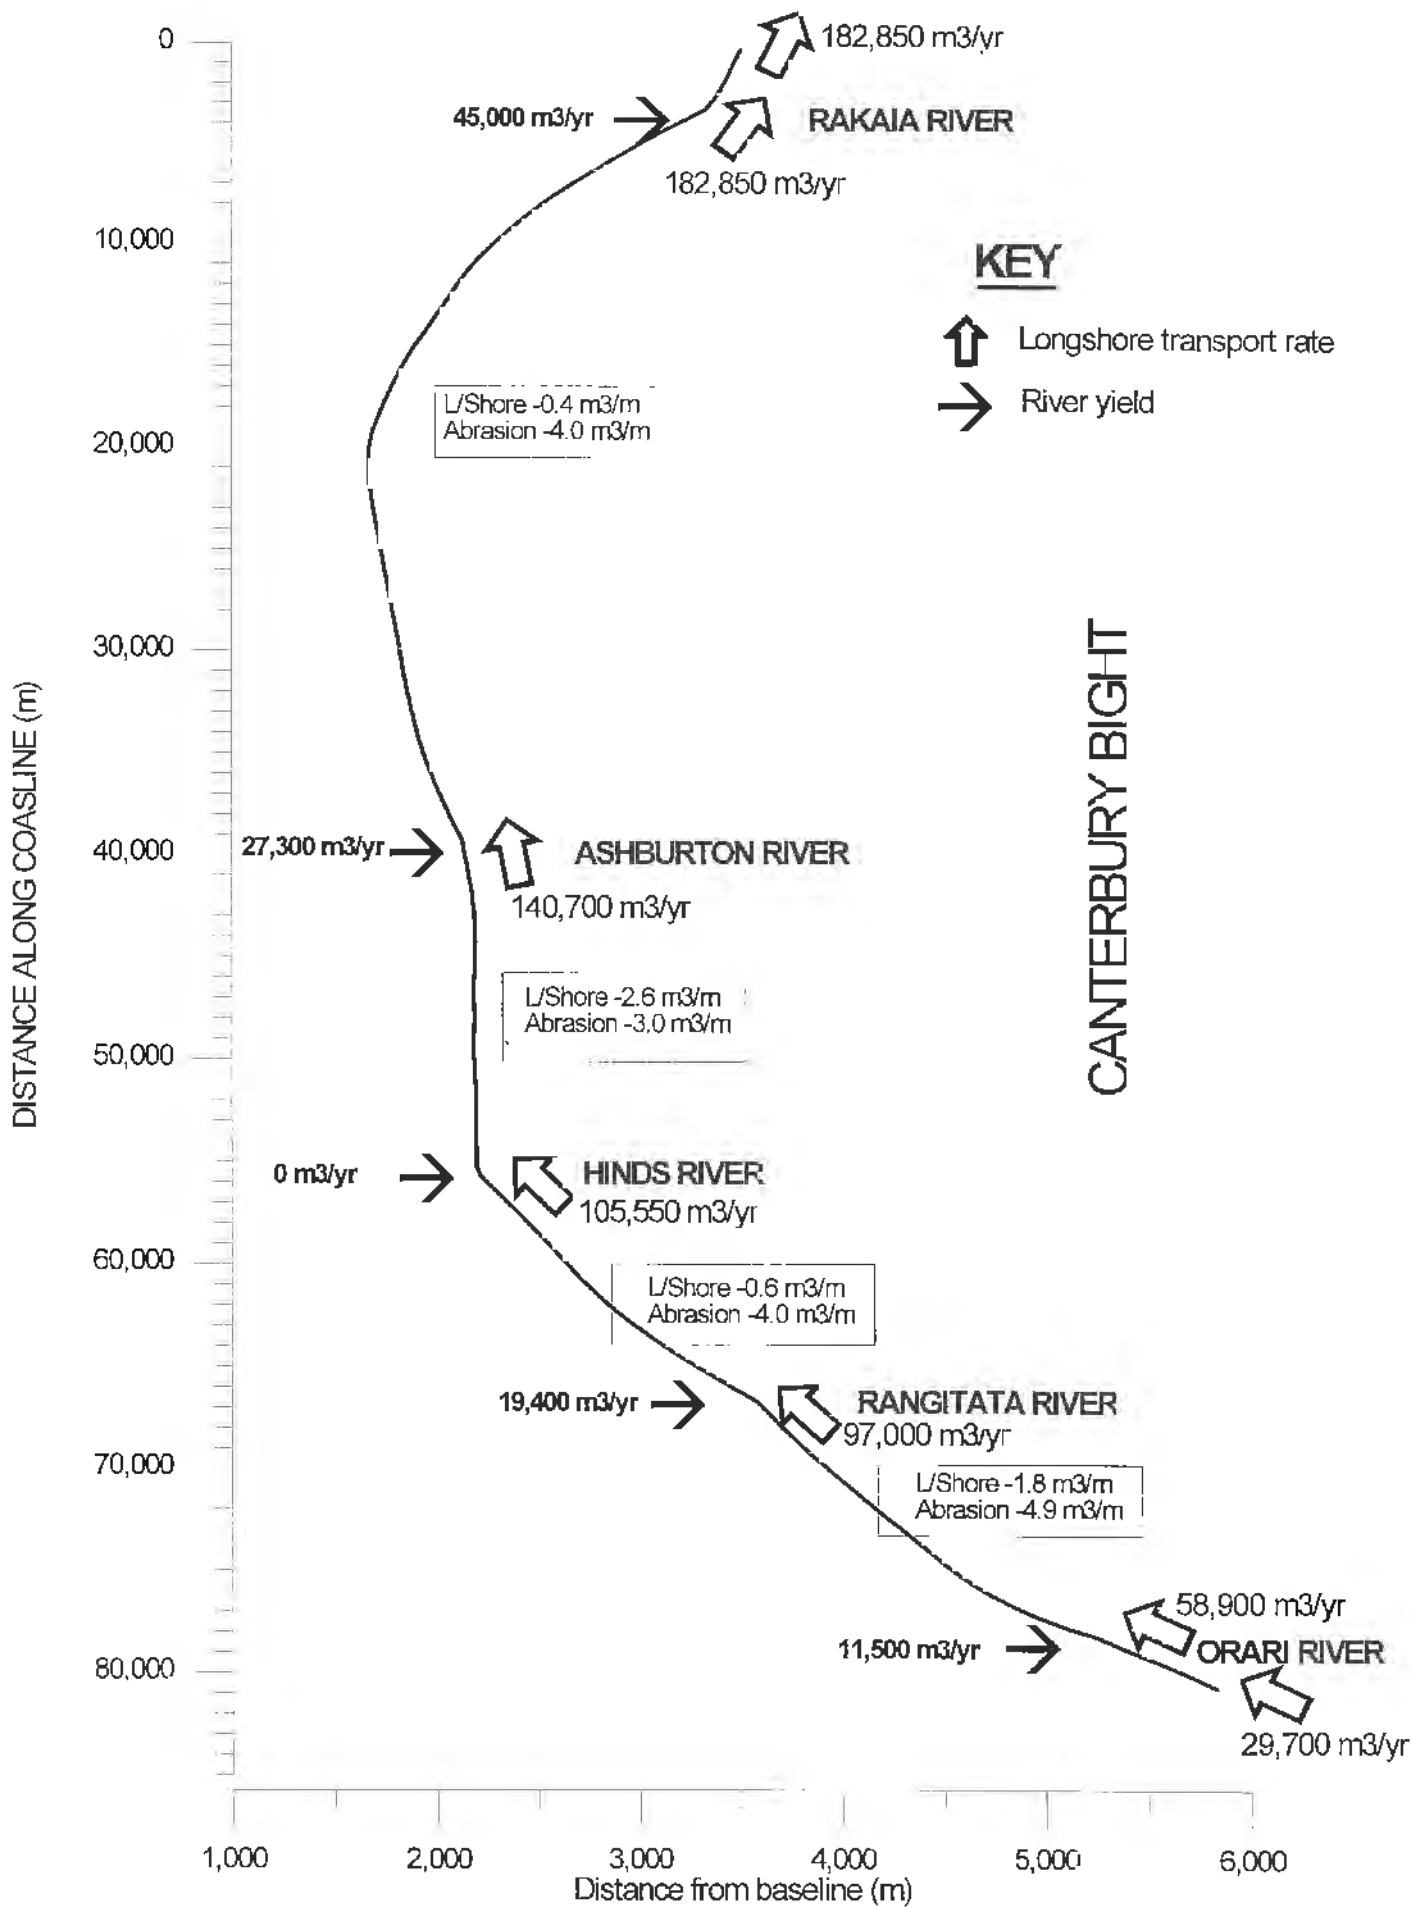 0
182,850 m3/yr
45,000 m3/yr
RAKAIA RIVER
182,850 m3/yr
10,000
KEY
Longshore transport rate
River yield
L/Shore -0.4 m3/m
Abrasion -4.0 m3/m
20,000
30,000
CANTERBURY BIGHT
DISTANCE ALONG COASLINE (m)
27,300 m3/yr
40,000
ASHBURTON RIVER
140,700 m3/yr
L/Shore -2.6 m3/m
Abrasion -3.0 m3/m
50,000
0 m3/yr
HINDS RIVER
105,550 m3/yr
60,000
L/Shore -0.6 m3/m
Abrasion -4.0 m3/m
19,400 m3/yr
RANGITATA RIVER
97,000 m3/yr
70,000
L/Shore -1.8 m3/m
Abrasion -4.9 m3/m
58,900 m3/yr
11,500 m3/yr
ORARI RIVER
80,000
29,700 m3/yr
1,000
2,000
3,000
4,000
5,000
6,000
Distance from baseline (m)